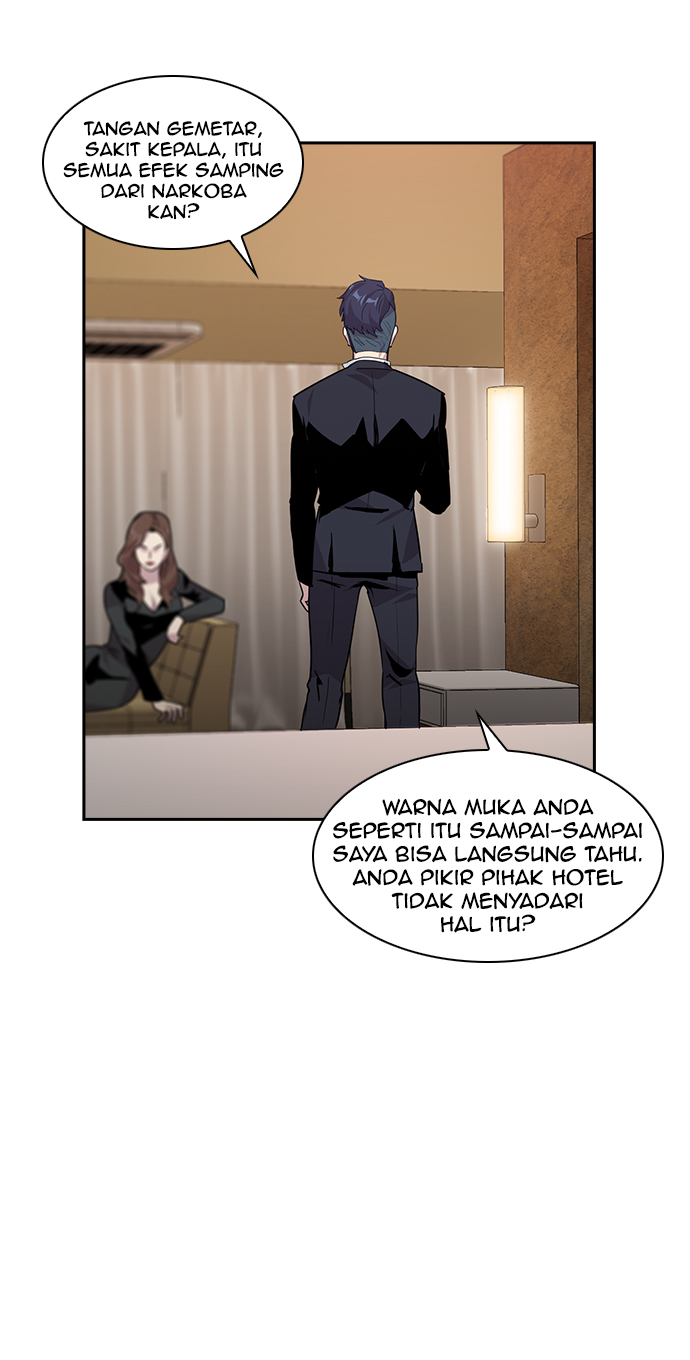 TANGAN GEMETAR,
SAKIT KEPALA, ITU
SEMUA EFEK SAMPING
DARI NARKOBA
KAN?
WARNA MUKA ANDA
SEPERTI ITU SAMPAI-SAMPAI
SAYA BISA LANGSUNG TAHU.
ANDA PIKIR PIHAK HOTEL
TIDAK MENYADARI
HAL ITU?